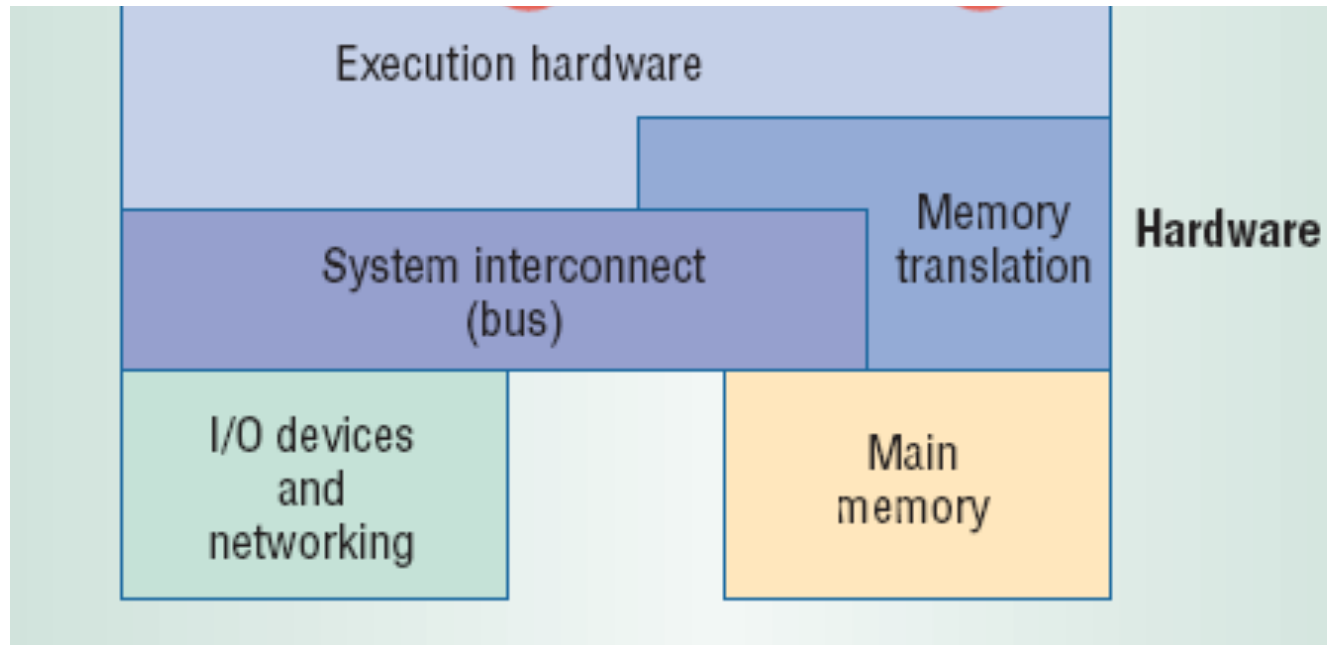 Execution hardware
Memory
translation
Hardware
System interconnect
(bus)
I/O devices
and
networking
Main
memory